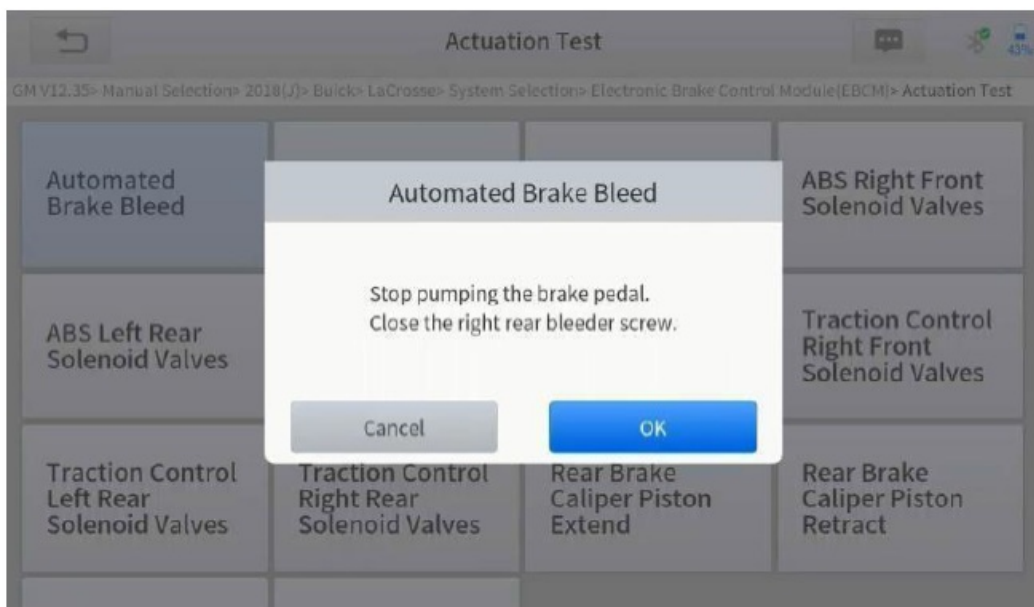 Actuation Test
43%
GM V12.35> Manual Selection> 2018(J)> Buick> LaCrosse> System Selection> Electronic Brake Control Module(EBCM)> Actuation Test
Automated
Brake Bleed
ABS Right Front
Solenoid Valves
Automated Brake Bleed
Stop pumping the brake pedal.
Close the right rear bleeder screw.
Cancel
OK
ABS Left Rear
Solenoid Valves
Traction Control
Right Front
Solenoid Valves
Traction Control
Left Rear
Solenoid Valves
Traction Control
Right Rear
Solenoid Valves
Rear Brake
Caliper Piston
Extend
Rear Brake
Caliper Piston
Retract